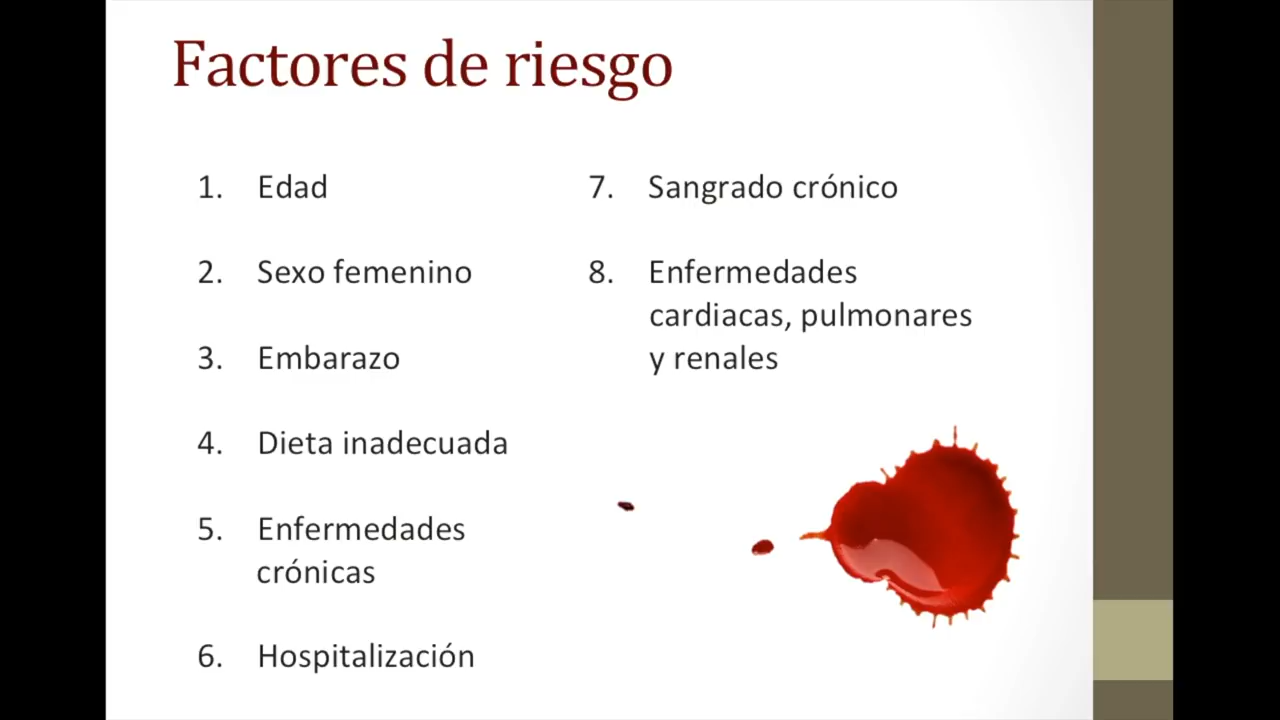 Factores de riesgo
1. Edad
2. Sexo femenino
3. Embarazo
4. Dieta inadecuada
5. Enfermedades
crónicas
6. Hospitalización
7. Sangrado crónico
8. Enfermedades
cardiacas, pulmonares
y renales